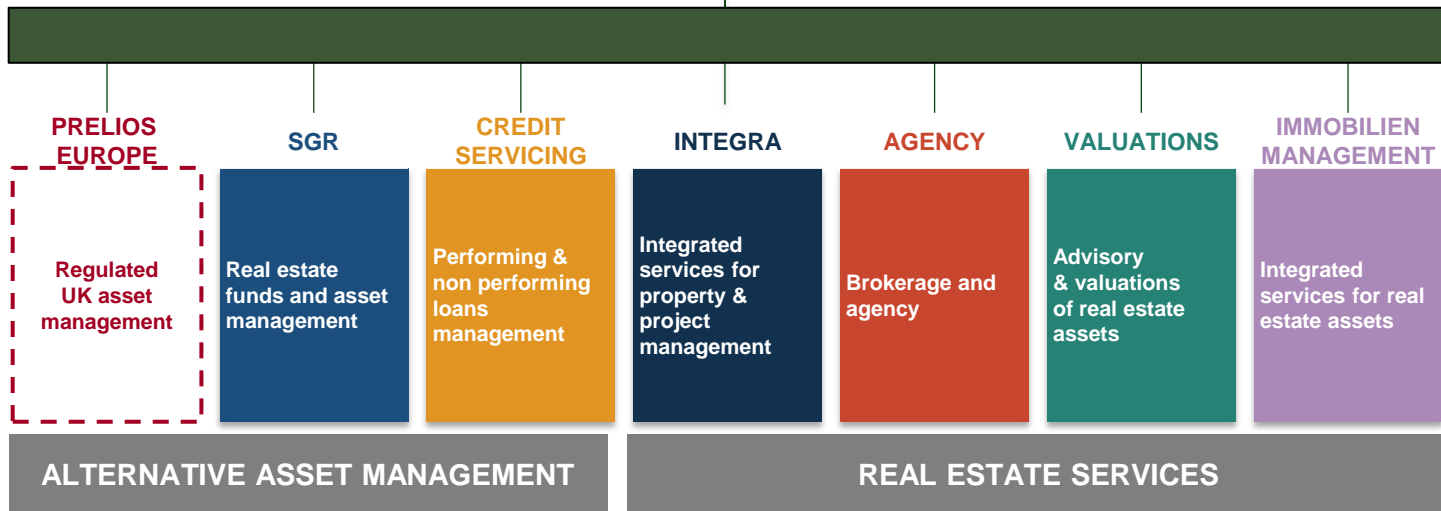 PRELIOS
EUROPE
SGR
CREDIT
SERVICING
INTEGRA
AGENCY
VALUATIONS
IMMOBILIEN
MANAGEMENT
Regulated
UK asset
management
Real estate
funds and asset
management
Performing &
non performing
loans
management
Integrated
services for
property &
project
management
Brokerage and
agency
Advisory
& valuations
of real estate
assets
Integrated
services for real
estate assets
ALTERNATIVE ASSET MANAGEMENT
REAL ESTATE SERVICES